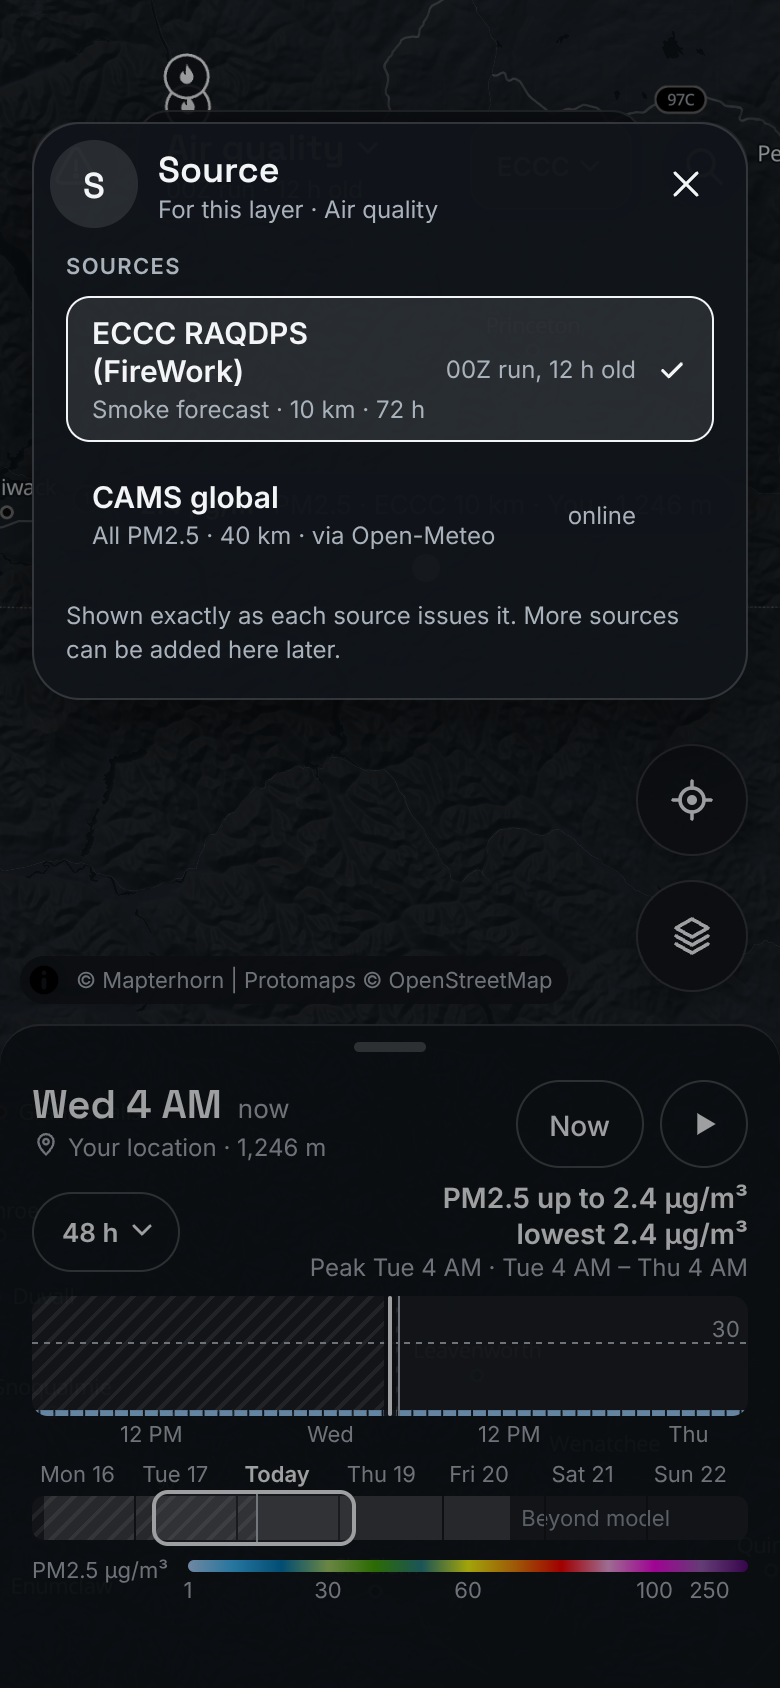 97C
Pe
S
Source
For this layer · Air quality
SOURCES
ECCC RAQDPS
(FireWork)
00Z run, 12 h old
Smoke forecast · 10 km · 72 h
iwa
CAMS global
All PM2.5 · 40 km · via Open-Meteo
online
Shown exactly as each source issues it. More sources
can be added here later.
© Mapterhorn | Protomaps © OpenStreetMap
Wed 4 AM now
Your location · 1,246 m
Now
48 h
PM2.5 up to 2.4 µg/m³
lowest 2.4 µg/m³
Peak Tue 4 AM · Tue 4 AM – Thu 4 AM
30
Leavenworth
12 PM Wed 12 PM Thu
Wenatchee
Mon 16 Tue 17 Today Thu 19 Fri 20 Sat 21 Sun 22
Beyond model
PM2.5 µg/m³
1 30 60 100 250